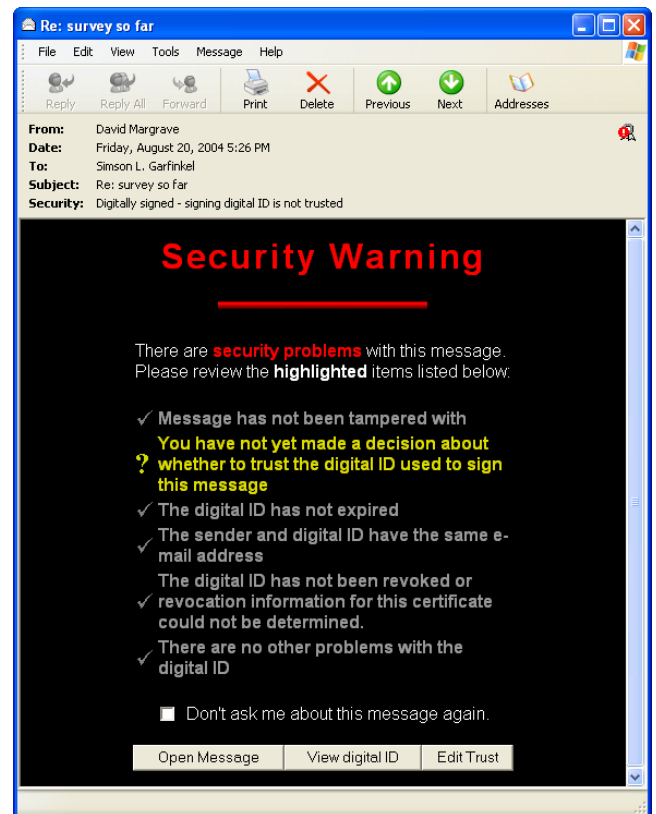 Re: survey so far
File Edit View Tools Message Help
Reply Reply All Forward Print Delete Previous Next Addresses
From: David Margrave
Date: Friday, August 20, 2004 5:26 PM
To: Simson L. Garfinkel
Subject: Re: survey so far
Security: Digitally signed - signing digital ID is not trusted
Security Warning
There are security problems with this message.
Please review the highlighted items listed below:
Message has not been tampered with
You have not yet made a decision about
? whether to trust the digital ID used to sign
this message
The digital ID has not expired
The sender and digital ID have the same e-
mail address
The digital ID has not been revoked or
revocation information for this certificate
could not be determined.
There are no other problems with the
digital ID
Don't ask me about this message again.
Open Message View digital ID Edit Trust